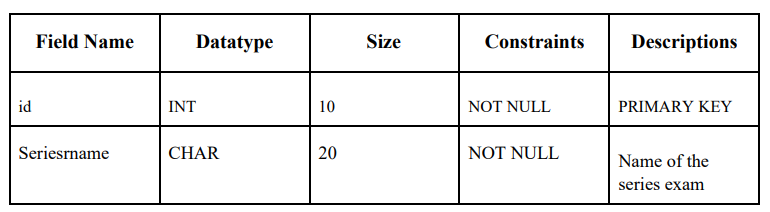 Field Name Datatype Size Constraints Descriptions
id INT 10 NOT NULL PRIMARY KEY
Seriesrname CHAR 20 NOT NULL Name of the
series exam